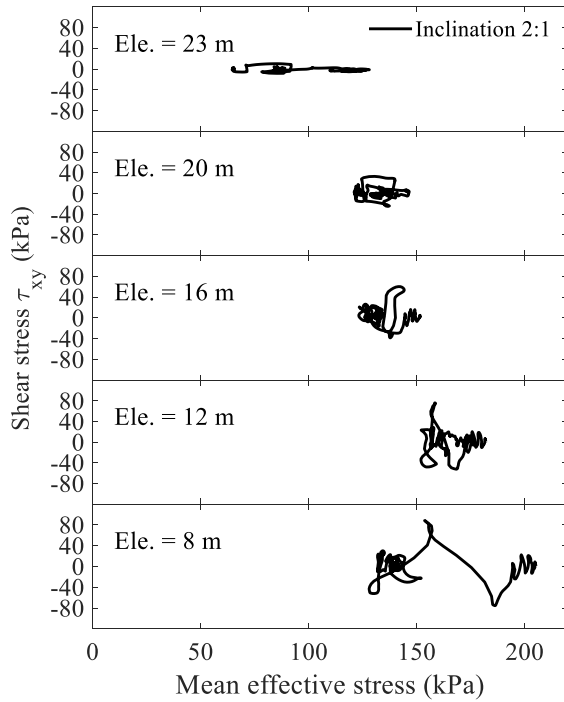 Inclination 2:1
80
40
0
-40
-80
Ele. = 23 m
80
40
0
-40
-80
Ele. = 20 m
80
40
0
-40
-80
Ele. = 16 m
80
40
0
-40
-80
Ele. = 12 m
80
40
0
-40
-80
Ele. = 8 m
Shear stress τxy (kPa)
0 50 100 150 200
Mean effective stress (kPa)